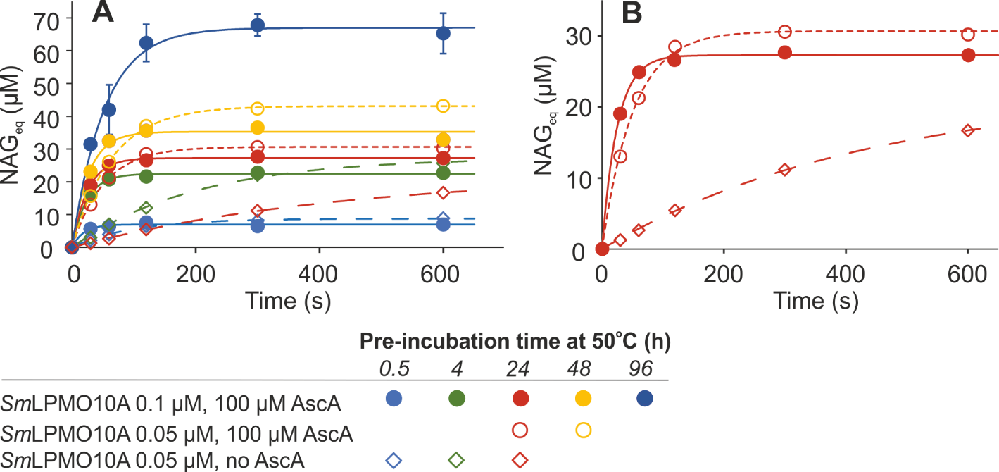 A
B
NAGeq (µM)
70
60
50
40
30
20
10
0
0 200 400 600
Time (s)
NAGeq (µM)
30
20
10
0
0 200 400 600
Time (s)
Pre-incubation time at 50°C (h)
0.5 4 24 48 96
SmLPMO10A 0.1 µM, 100 µM AscA
SmLPMO10A 0.05 µM, 100 µM AscA
SmLPMO10A 0.05 µM, no AscA